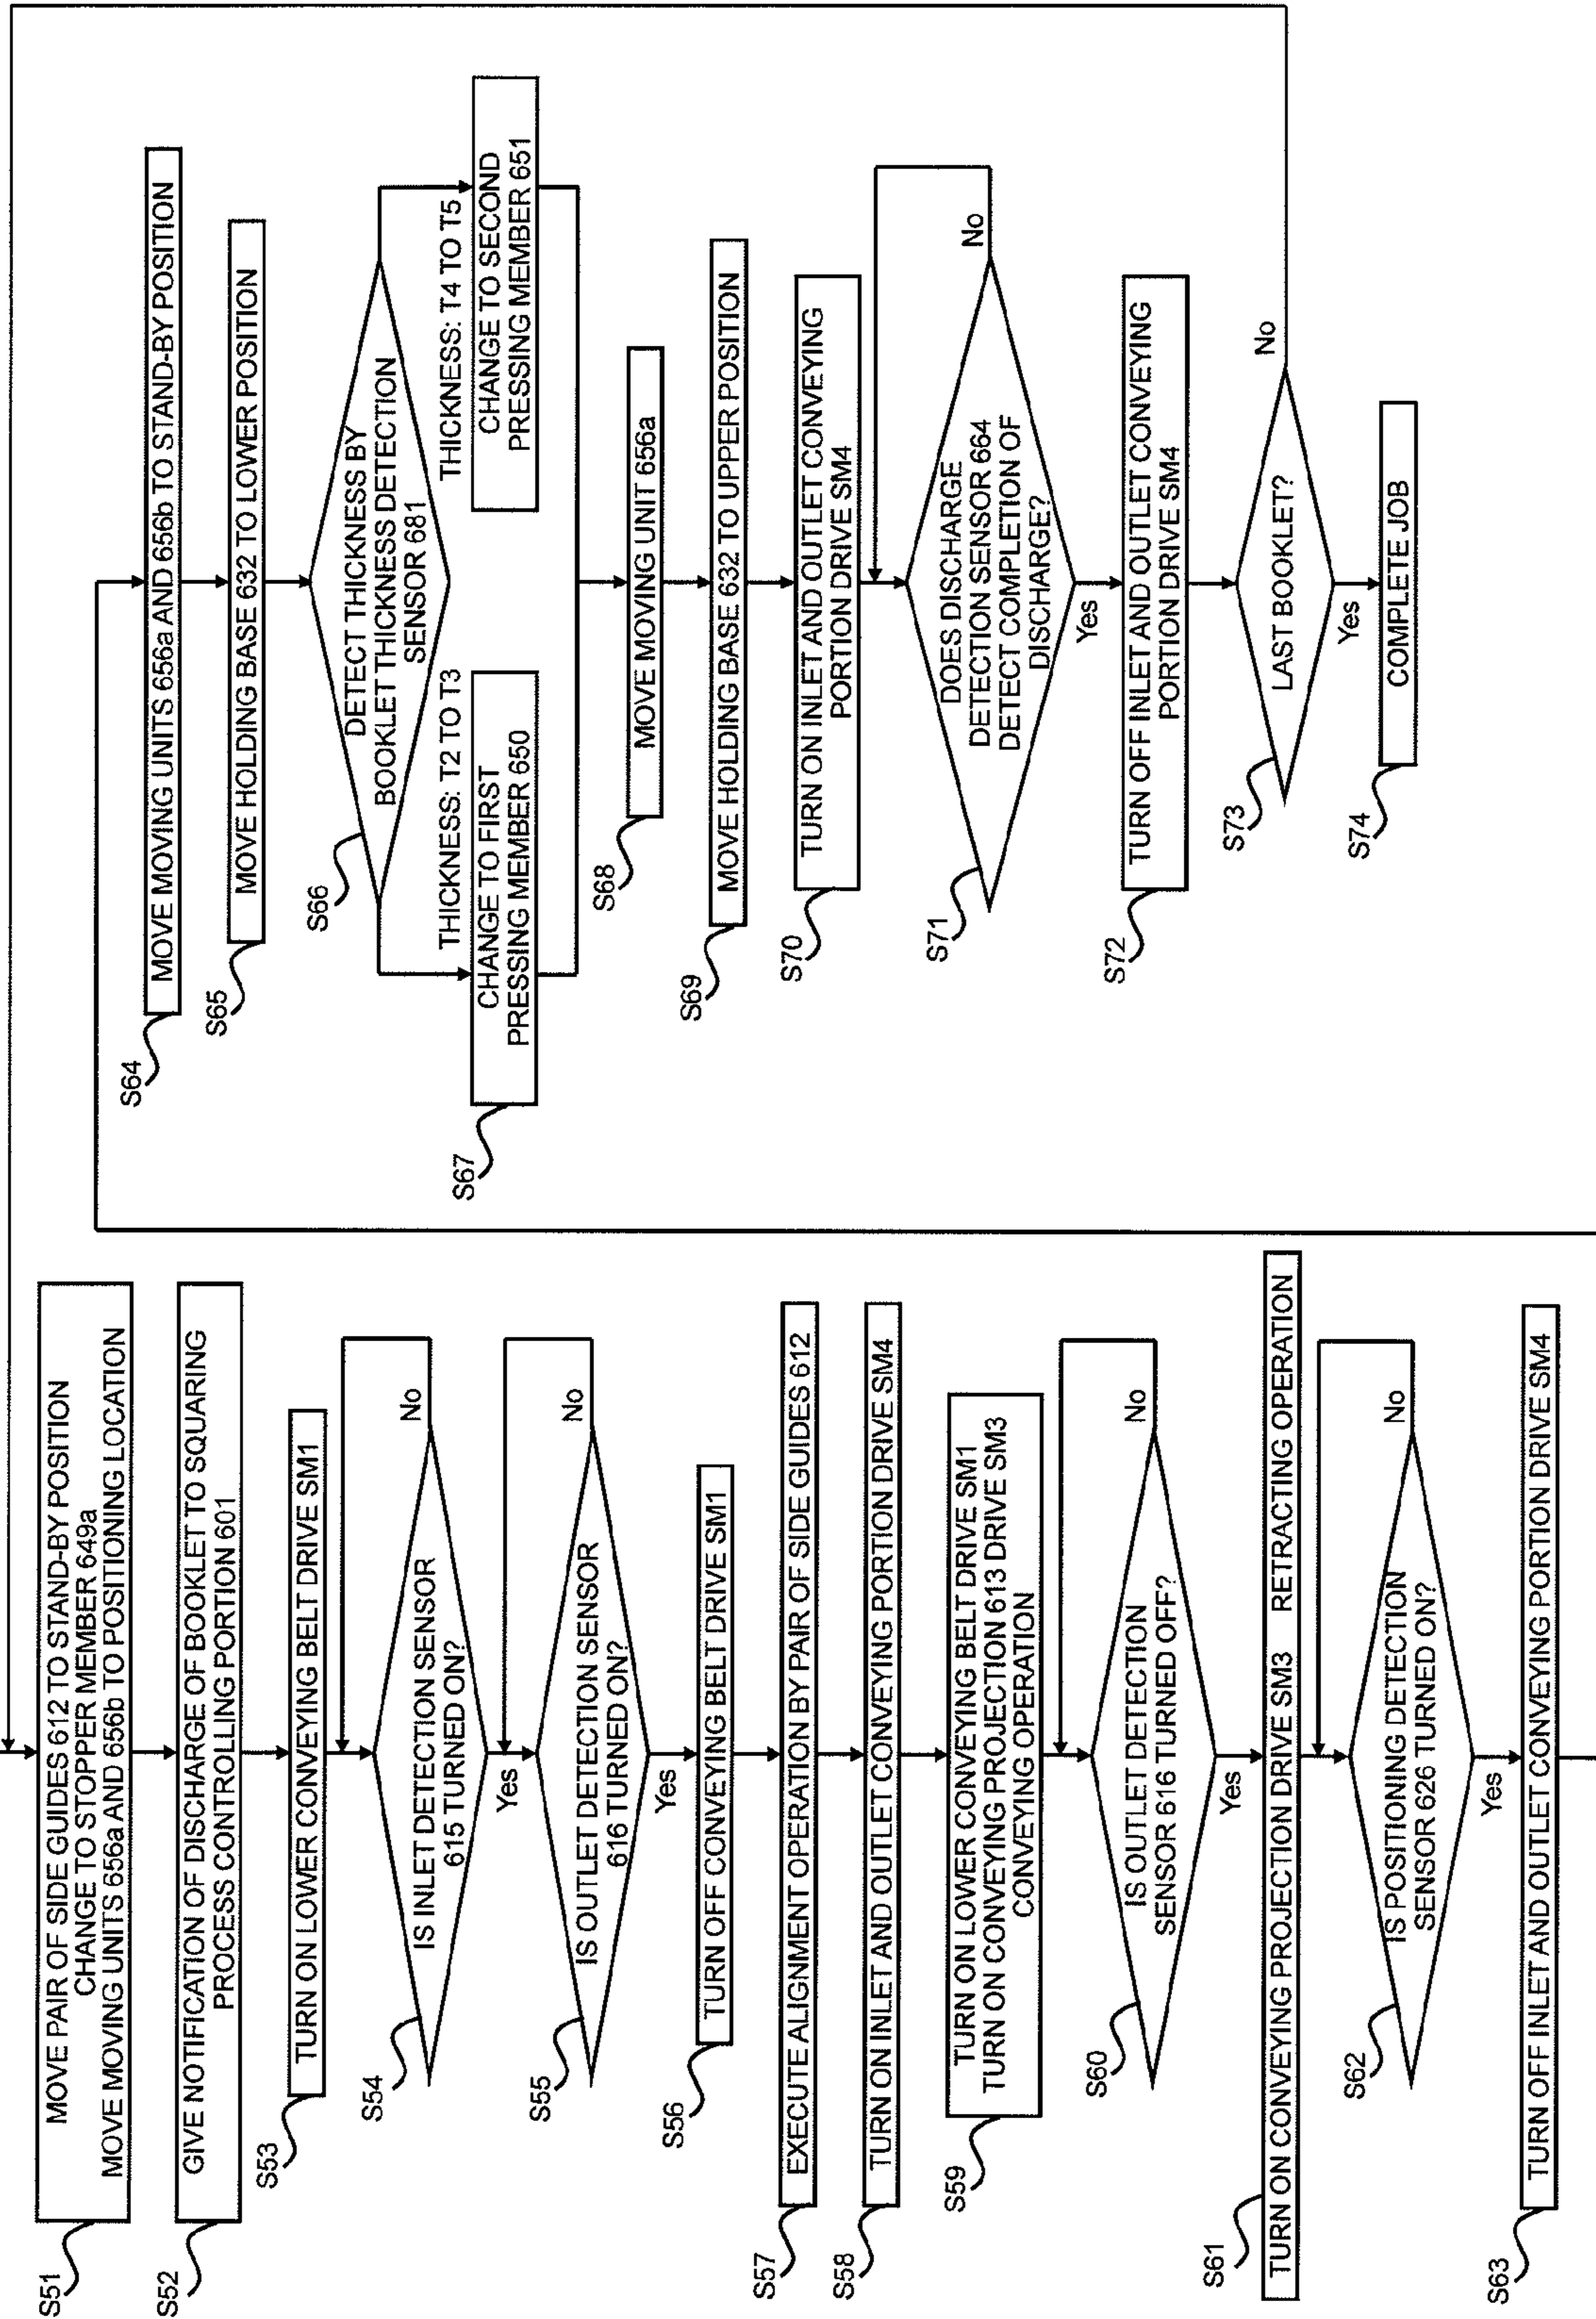 S51
MOVE PAIR OF SIDE GUIDES 612 TO STAND-BY POSITION
CHANGE TO STOPPER MEMBER 649a
MOVE MOVING UNITS 656a AND 656b TO POSITIONING LOCATION
S52
GIVE NOTIFICATION OF DISCHARGE OF BOOKLET TO SQUARING
PROCESS CONTROLLING PORTION 601
S53
TURN ON LOWER CONVEYING BELT DRIVE SM1
S54
IS INLET DETECTION SENSOR
615 TURNED ON?
No
Yes
S55
IS OUTLET DETECTION SENSOR
616 TURNED ON?
No
Yes
S56
TURN OFF CONVEYING BELT DRIVE SM1
S57
EXECUTE ALIGNMENT OPERATION BY PAIR OF SIDE GUIDES 612
S58
TURN ON INLET AND OUTLET CONVEYING PORTION DRIVE SM4
S59
TURN ON LOWER CONVEYING BELT DRIVE SM1
TURN ON CONVEYING PROJECTION 613 DRIVE SM3
CONVEYING OPERATION
S60
IS OUTLET DETECTION
SENSOR 616 TURNED OFF?
No
Yes
S61
TURN ON CONVEYING PROJECTION DRIVE SM3 RETRACTING OPERATION
S62
IS POSITIONING DETECTION
SENSOR 626 TURNED ON?
No
Yes
S63
TURN OFF INLET AND OUTLET CONVEYING PORTION DRIVE SM4
S64
MOVE MOVING UNITS 656a AND 656b TO STAND-BY POSITION
S65
MOVE HOLDING BASE 632 TO LOWER POSITION
S66
DETECT THICKNESS BY
BOOKLET THICKNESS DETECTION
SENSOR 681
THICKNESS: T2 TO T3
THICKNESS: T4 TO T5
S67
CHANGE TO FIRST
PRESSING MEMBER 650
CHANGE TO SECOND
PRESSING MEMBER 651
S68
MOVE MOVING UNIT 656a
S69
MOVE HOLDING BASE 632 TO UPPER POSITION
S70
TURN ON INLET AND OUTLET CONVEYING
PORTION DRIVE SM4
S71
DOES DISCHARGE
DETECTION SENSOR 664
DETECT COMPLETION OF
DISCHARGE?
No
Yes
S72
TURN OFF INLET AND OUTLET CONVEYING
PORTION DRIVE SM4
S73
LAST BOOKLET?
No
Yes
S74
COMPLETE JOB